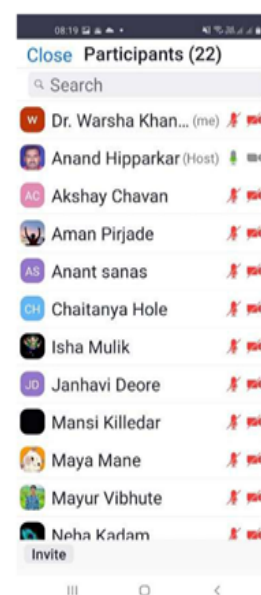 08:19
Close Participants (22)
Search
W Dr. Warsha Khan... (me)
Anand Hipparkar (Host)
AC Akshay Chavan
Aman Pirjade
AS Anant sanas
CH Chaitanya Hole
Isha Mulik
JD Janhavi Deore
Mansi Killedar
Maya Mane
Mayur Vibhute
Neha Kadam
Invite